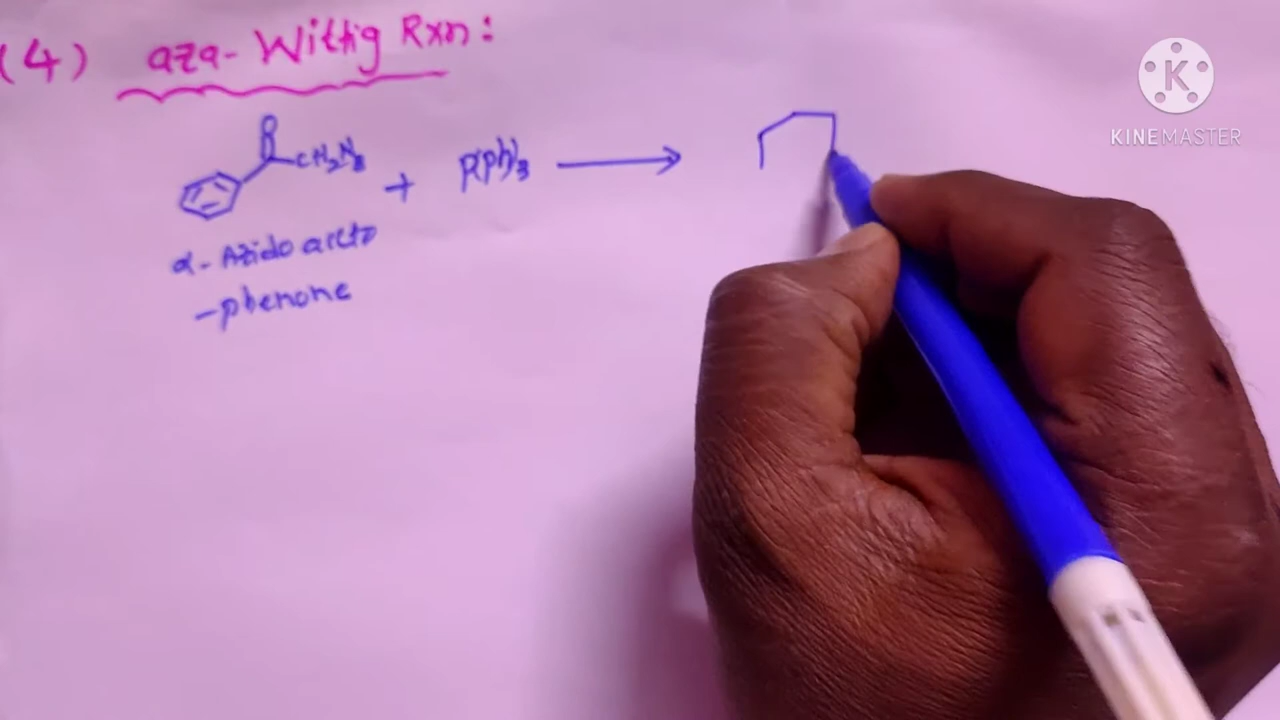 (4) aza- Wittig Rxn:
K
KINEMASTER
O
CH2N3 + P(Ph)3
α- Azido aceto
-phenone